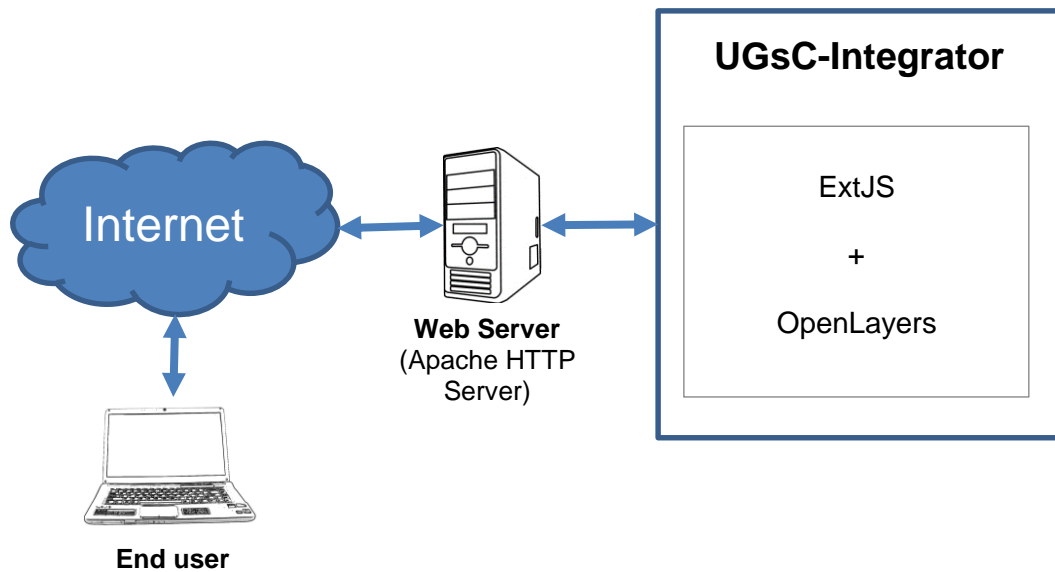 UGsC-Integrator
ExtJS
+
OpenLayers
Internet
Web Server
(Apache HTTP
Server)
End user